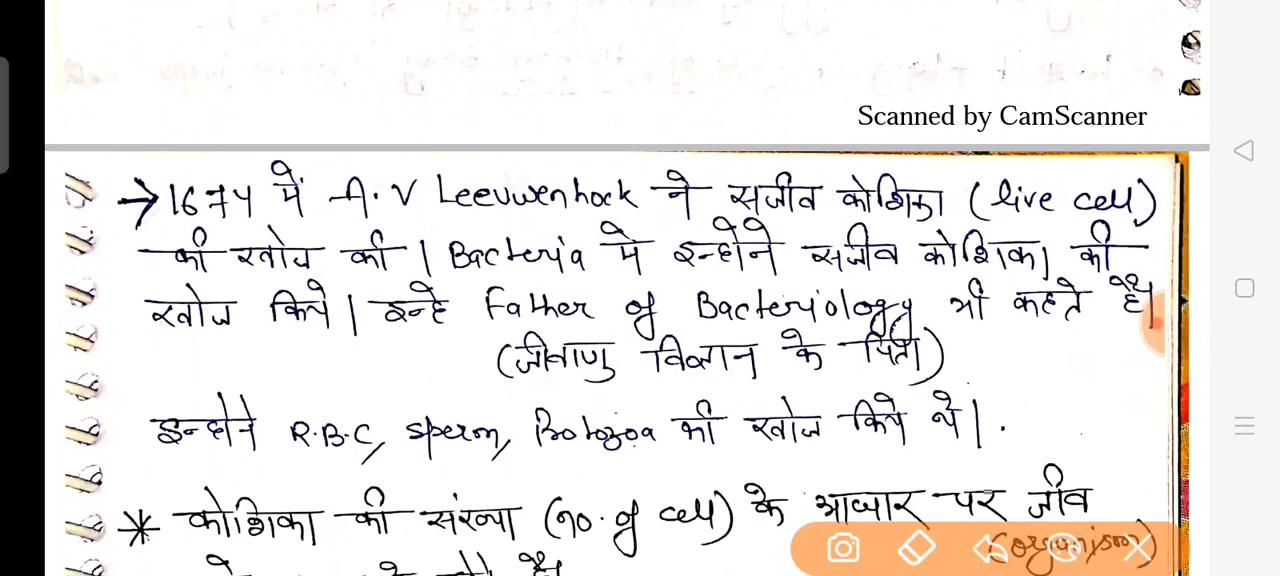 Scanned by CamScanner
→ 1674 में A. V Leeuwenhock ने सजीव कोशिका (live cell)
की खोज की। Bacteria में इन्होंने सजीव कोशिका की
खोज किये। इन्हे Father of Bacteriology भी कहते है।
(जीवाणु विज्ञान के पिता)
इन्होने R.B.C, sperm, Protozoa की खोज किये थे।
* कोशिका की संख्या (no. of cell) के आधार पर जीव
(organism)